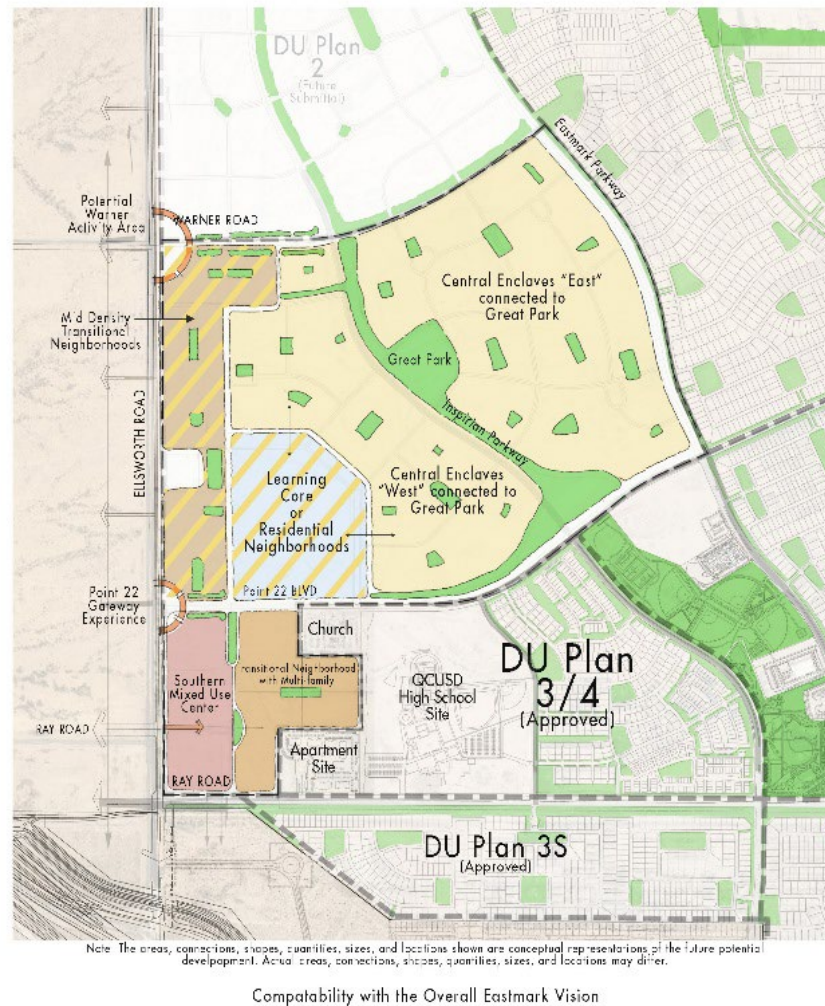 DU Plan
2
(Future
Submittal)
Eastmark Parkway
Potential
Warner
Activity Area
WARNER ROAD
Central Enclaves "East"
connected to
Great Park
Mid Density
Transitional
Neighborhoods
Great Park
Inspirian Parkway
ELLSWORTH ROAD
Central Enclaves
"West" connected to
Great Park
Learning
Core
or
Residential
Neighborhoods
Point 22
Gateway
Experience
Point 22 BLVD
Church
Transitional Neighborhood
with Multi-family
Southern
Mixed Use
Center
QCUSD
High School
Site
DU Plan
3/4
(Approved)
RAY ROAD
Apartment
Site
RAY ROAD
DU Plan 3S
(Approved)
Note: The areas, connections, shapes, quantities, sizes, and locations shown are conceptual representations of the future potential
development. Actual areas, connections, shapes, quantities, sizes, and locations may differ.
Compatability with the Overall Eastmark Vision